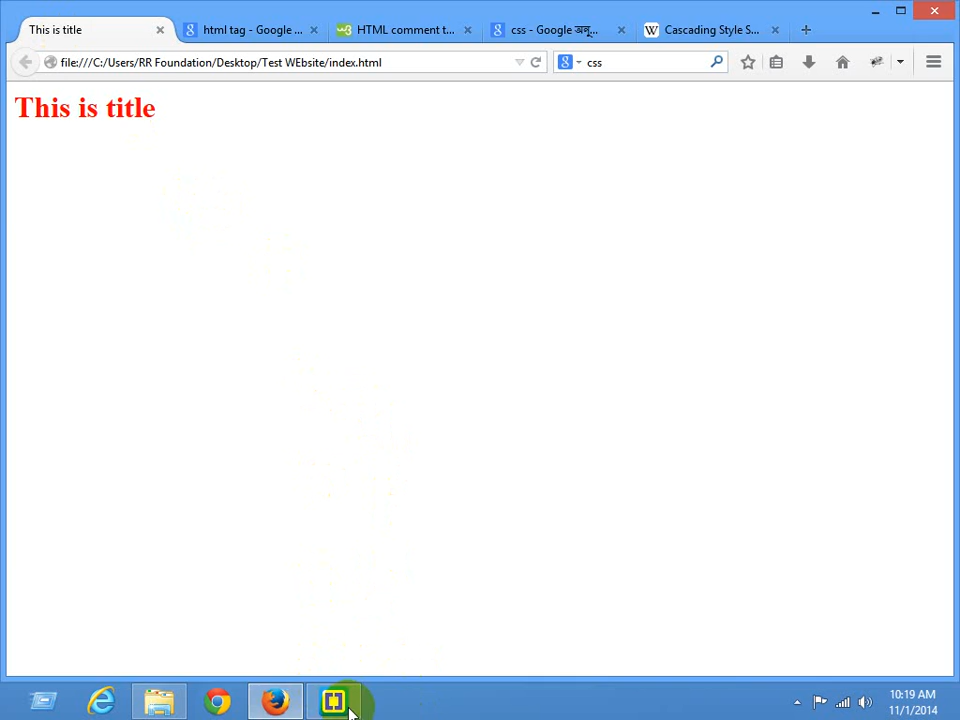 This is title
html tag - Google ...
HTML comment t...
css - Google अनु...
Cascading Style S...
file:///C:/Users/RR Foundation/Desktop/Test WEbsite/index.html
css
This is title
10:19 AM
11/1/2014